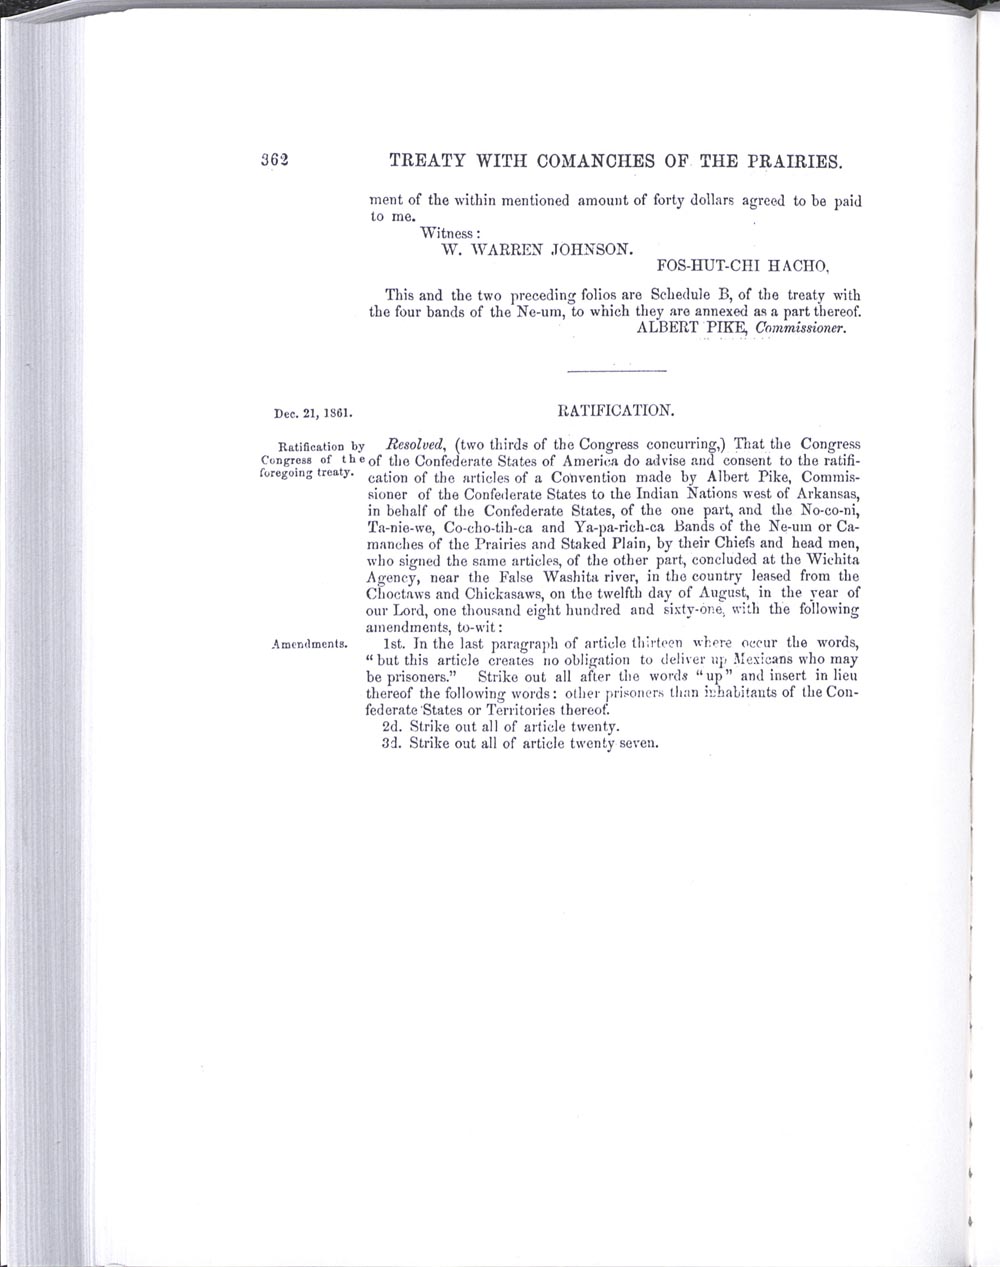 362
TREATY WITH COMANCHES OF THE PRAIRIES.
ment of the within mentioned amount of forty dollars agreed to be paid
to me.
Witness:
W. WARREN JOHNSON.
FOS-HUT-CHI HACHO,
This and the two preceding folios are Schedule B, of the treaty with
the four bands of the Ne-um, to which they are annexed as a part thereof.
ALBERT PIKE, Commissioner.
Dec. 21, 1861.
RATIFICATION.
Ratification by
Congress of the
foregoing treaty.
Resolved, (two thirds of the Congress concurring,) That the Congress
of the Confederate States of America do advise and consent to the ratifi-
cation of the articles of a Convention made by Albert Pike, Commis-
sioner of the Confederate States to the Indian Nations west of Arkansas,
in behalf of the Confederate States, of the one part, and the No-co-ni,
Ta-nie-we, Co-cho-tih-ca and Ya-pa-rich-ca Bands of the Ne-um or Ca-
manches of the Prairies and Staked Plain, by their Chiefs and head men,
who signed the same articles, of the other part, concluded at the Wichita
Agency, near the False Washita river, in the country leased from the
Choctaws and Chickasaws, on the twelfth day of August, in the year of
our Lord, one thousand eight hundred and sixty-one, with the following
amendments, to-wit:
Amendments.
1st. In the last paragraph of article thirteen where occur the words,
"but this article creates no obligation to deliver up Mexicans who may
be prisoners." Strike out all after the words "up" and insert in lieu
thereof the following words: other prisoners than inhabitants of the Con-
federate States or Territories thereof.
2d. Strike out all of article twenty.
3d. Strike out all of article twenty seven.